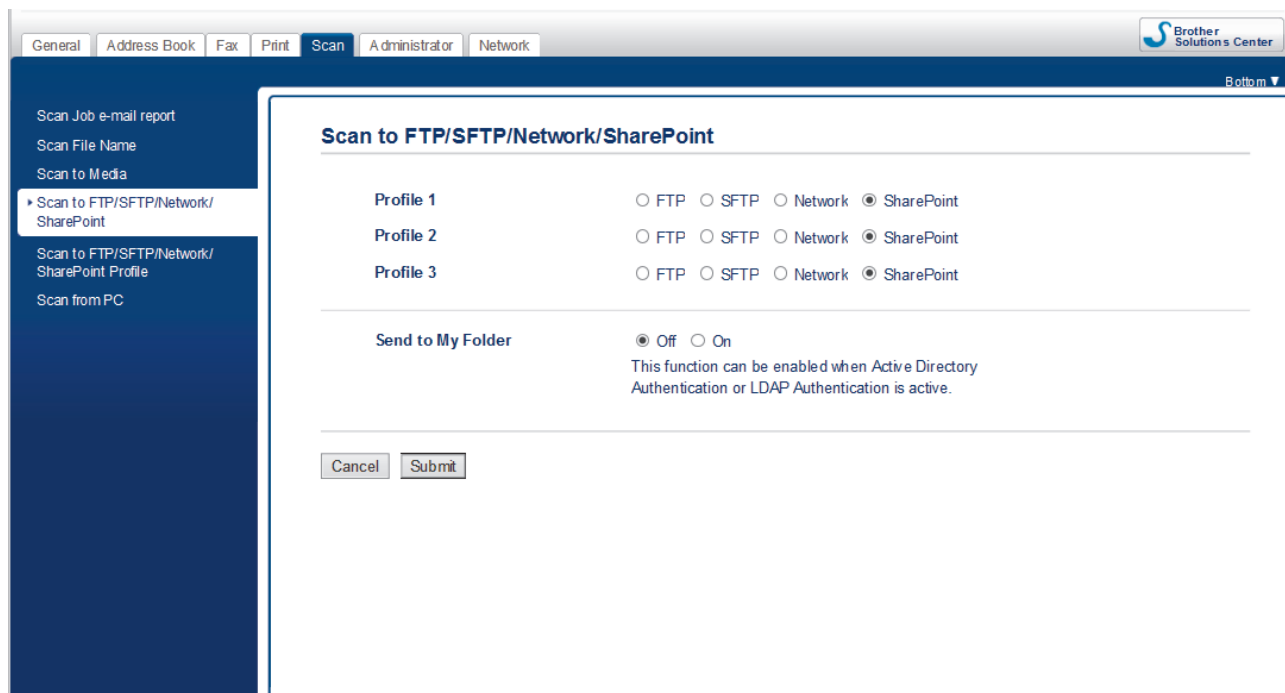 General Address Book Fax Print Scan Administrator Network
Brother
Solutions Center
Bottom ▼
Scan Job e-mail report
Scan File Name
Scan to Media
Scan to FTP/SFTP/Network/
SharePoint
Scan to FTP/SFTP/Network/
SharePoint Profile
Scan from PC
Scan to FTP/SFTP/Network/SharePoint
Profile 1 FTP SFTP Network SharePoint
Profile 2 FTP SFTP Network SharePoint
Profile 3 FTP SFTP Network SharePoint
Send to My Folder Off On
This function can be enabled when Active Directory
Authentication or LDAP Authentication is active.
Cancel Submit